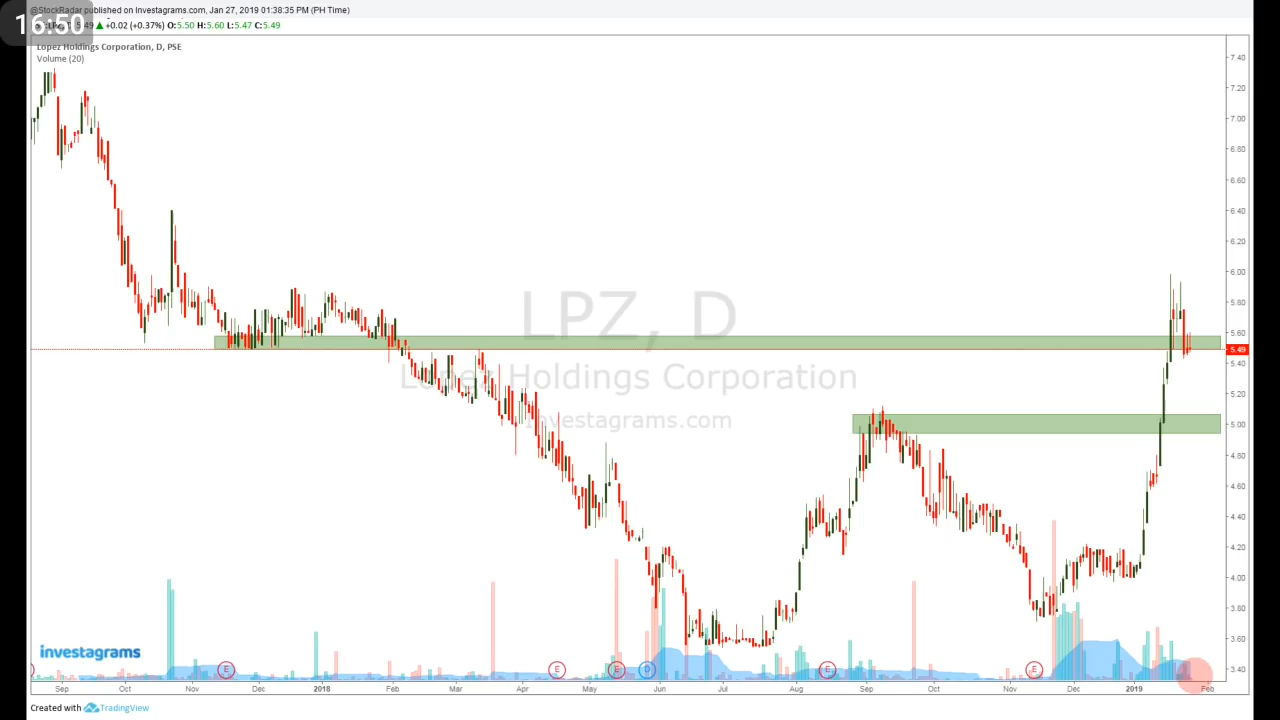 @StockRadar published on Investagrams.com, Jan 27, 2019 01:38:35 PM (PH Time)
16:50
5.49 ▲ +0.02 (+0.37%) O:5.50 H:5.60 L:5.47 C:5.49
Lopez Holdings Corporation, D, PSE
Volume (20)
7.40
7.20
7.00
6.80
6.60
6.40
6.20
6.00
5.80
5.60
5.49
5.40
5.20
5.00
4.80
4.60
4.40
4.20
4.00
3.80
3.60
3.40
LPZ, D
Lopez Holdings Corporation
Investagrams.com
investagrams
E
E
E
D
E
E
Sep Oct Nov Dec 2018 Feb Mar Apr May Jun Jul Aug Sep Oct Nov Dec 2019 Feb
Created with TradingView